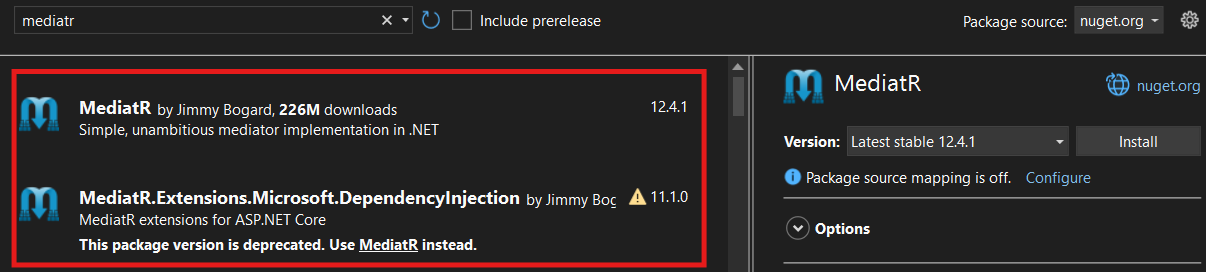 mediatr
Include prerelease
Package source: nuget.org
MediatR by Jimmy Bogard, 226M downloads
12.4.1
Simple, unambitious mediator implementation in .NET
MediatR.Extensions.Microsoft.DependencyInjection by Jimmy Bog
11.1.0
MediatR extensions for ASP.NET Core
This package version is deprecated. Use MediatR instead.
MediatR
nuget.org
Version: Latest stable 12.4.1
Install
Package source mapping is off. Configure
Options